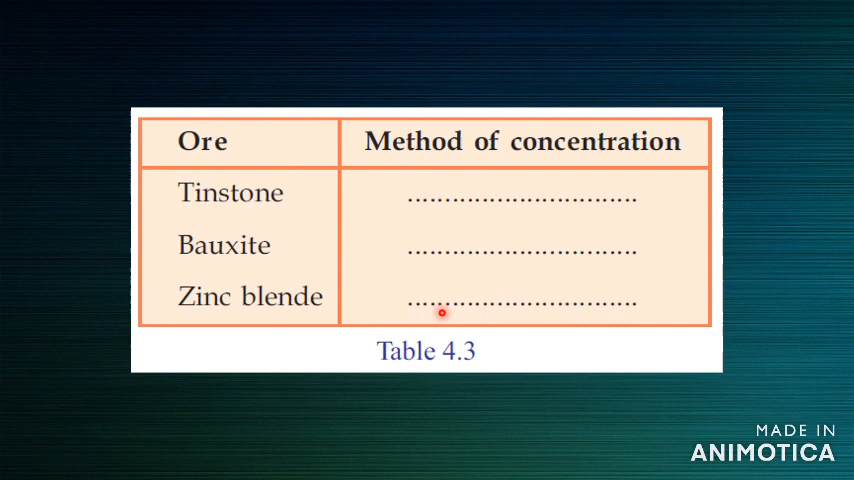 Ore Method of concentration
Tinstone ...............................
Bauxite ...............................
Zinc blende ...............................
Table 4.3
MADE IN
ANIMOTICA